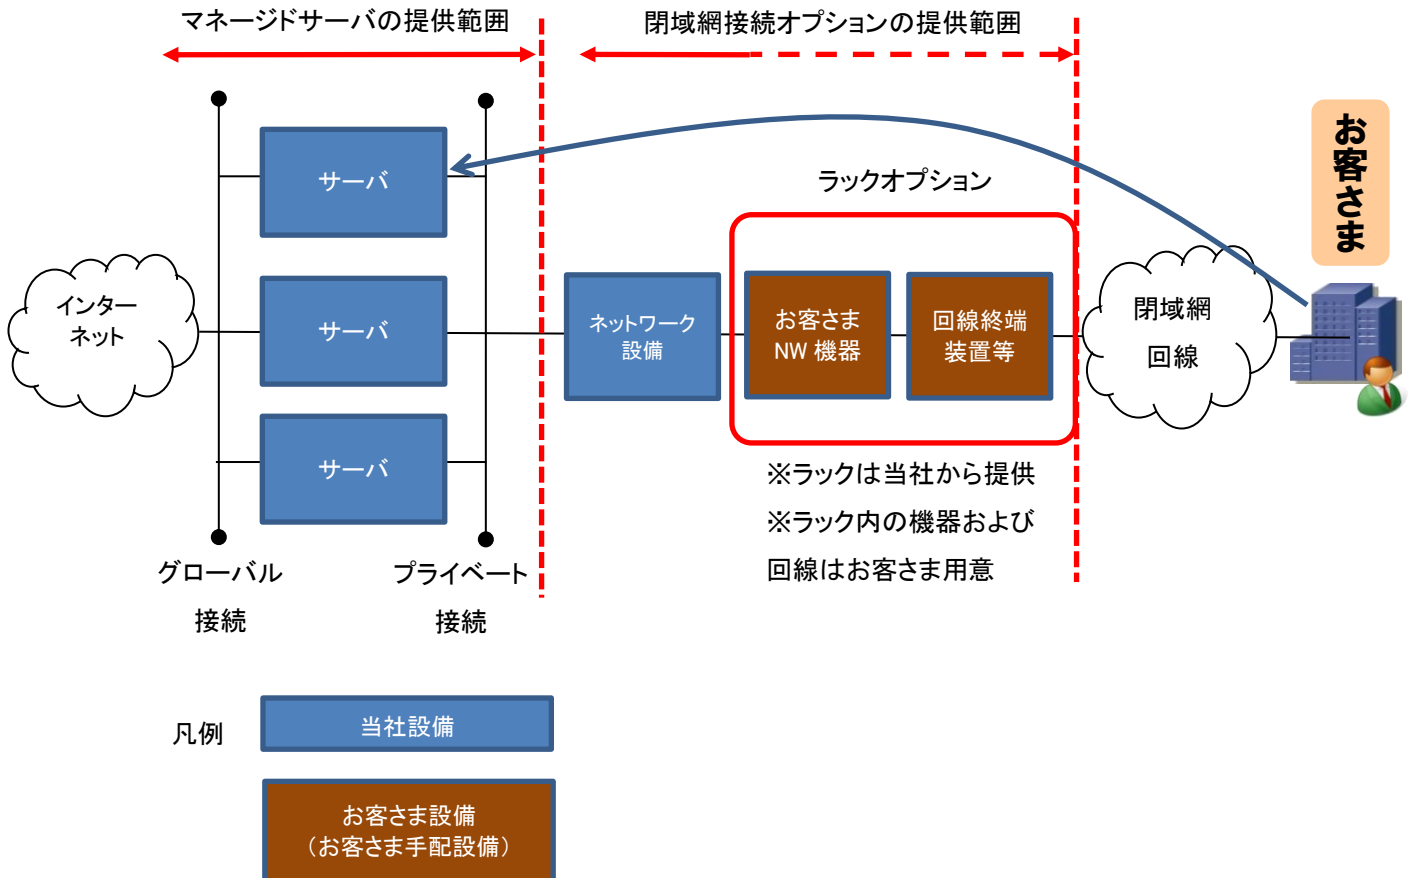 マネージドサーバの提供範囲
閉域網接続オプションの提供範囲
お客さま
サーバ
ラックオプション
インター
ネット
サーバ
ネットワーク
設備
お客さま
NW 機器
回線終端
装置等
閉域網
回線
サーバ
※ラックは当社から提供
※ラック内の機器および
回線はお客さま用意
グローバル
接続
プライベート
接続
凡例
当社設備
お客さま設備
（お客さま手配設備）